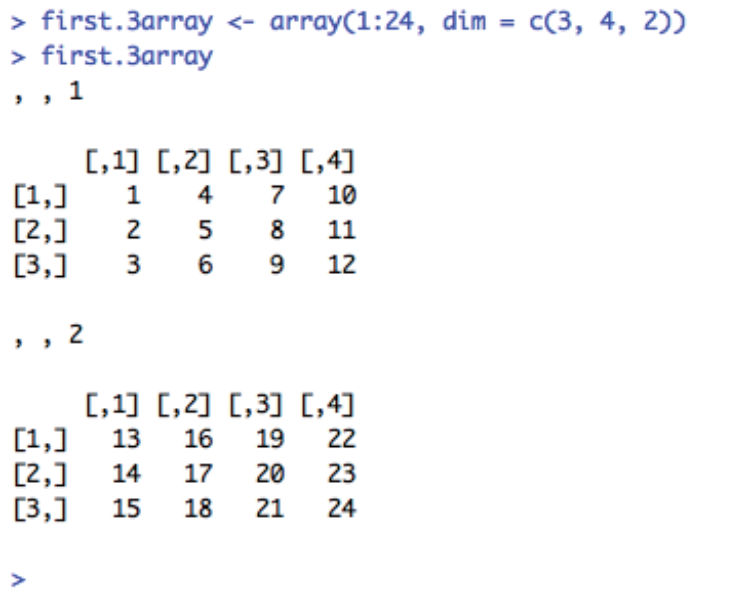 > first.3array <- array(1:24, dim = c(3, 4, 2))
> first.3array
, , 1
     [,1] [,2] [,3] [,4]
[1,]    1    4    7   10
[2,]    2    5    8   11
[3,]    3    6    9   12
, , 2
     [,1] [,2] [,3] [,4]
[1,]   13   16   19   22
[2,]   14   17   20   23
[3,]   15   18   21   24
>